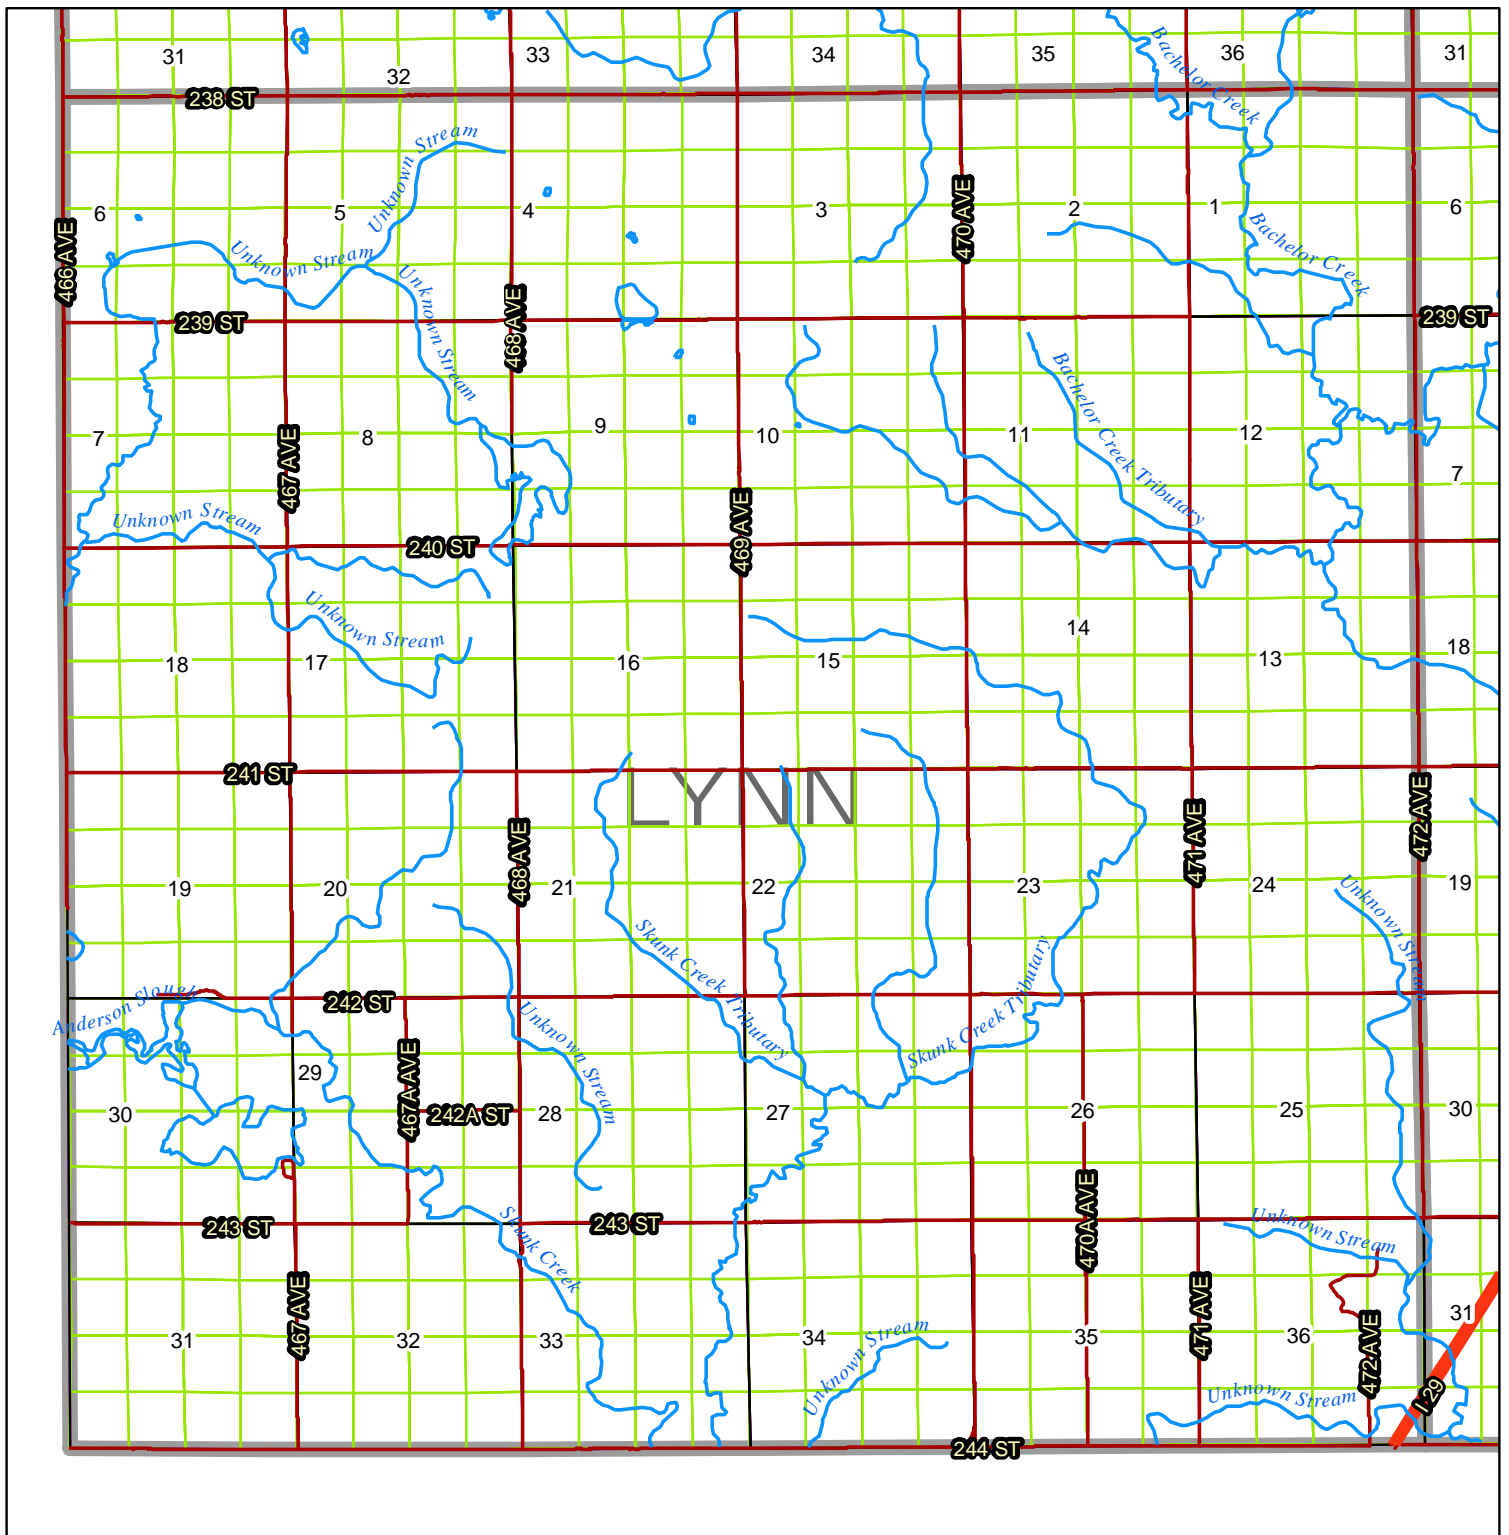 31
32
33
34
35
36
31
Bachelor Creek
238 ST
Unknown Stream
466 AVE
6
5
4
3
470 AVE
2
1
6
Unknown Stream
Unknown Stream
Bachelor Creek
239 ST
468 AVE
239 ST
Bachelor Creek Tributary
7
467 AVE
8
9
10
11
12
7
Unknown Stream
240 ST
469 AVE
Unknown Stream
18
17
16
15
14
13
18
241 ST
LYNN
468 AVE
471 AVE
472 AVE
19
20
21
22
23
24
19
Unknown Stream
Skunk Creek Tributary
Skunk Creek Tributary
Anderson Slough
242 ST
Unknown Stream
29
467A AVE
30
242A ST
28
27
26
25
30
470A AVE
243 ST
243 ST
Unknown Stream
Skunk Creek
467 AVE
471 AVE
472 AVE
31
32
33
34
35
36
31
Unknown Stream
Unknown Stream
I 29
244 ST